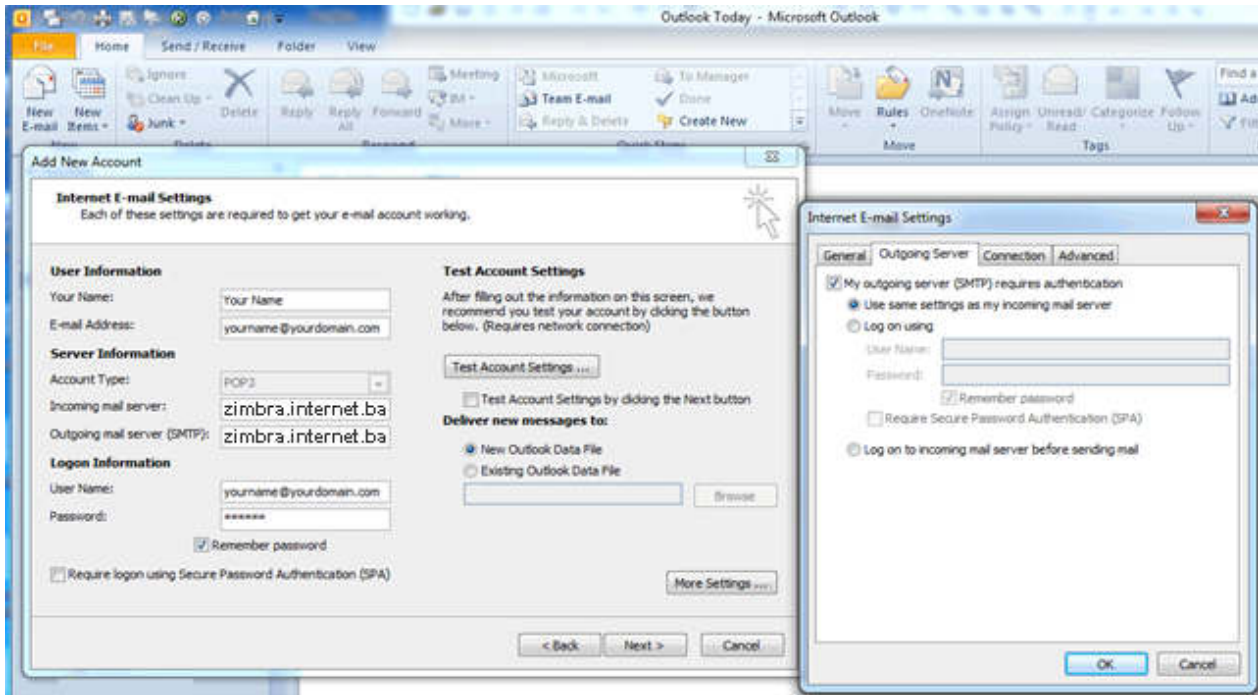 Outlook Today - Microsoft Outlook
File Home Send / Receive Folder View
New E-mail
New Items
Ignore
Clean Up
Junk
Delete
Reply
Reply All
Forward
Meeting
IM
More
Microsoft
Team E-mail
Reply & Delete
To Manager
Done
Create New
Move
Rules
OneNote
Assign Policy
Unread/ Read
Categorize
Follow Up
Find a
Delete
Quick Steps
Move
Tags
Add New Account
Internet E-mail Settings
Each of these settings are required to get your e-mail account working.
User Information
Your Name: Your Name
E-mail Address: yourname@yourdomain.com
Server Information
Account Type: POP3
Incoming mail server: zimbra.internet.ba
Outgoing mail server (SMTP): zimbra.internet.ba
Logon Information
User Name: yourname@yourdomain.com
Password: ******
Remember password
Require logon using Secure Password Authentication (SPA)
Test Account Settings
After filling out the information on this screen, we
recommend you test your account by clicking the button
below. (Requires network connection)
Test Account Settings ...
Test Account Settings by clicking the Next button
Deliver new messages to:
New Outlook Data File
Existing Outlook Data File
Browse
More Settings ...
< Back Next > Cancel
Internet E-mail Settings
General Outgoing Server Connection Advanced
My outgoing server (SMTP) requires authentication
Use same settings as my incoming mail server
Log on using
User Name:
Password:
Remember password
Require Secure Password Authentication (SPA)
Log on to incoming mail server before sending mail
OK Cancel